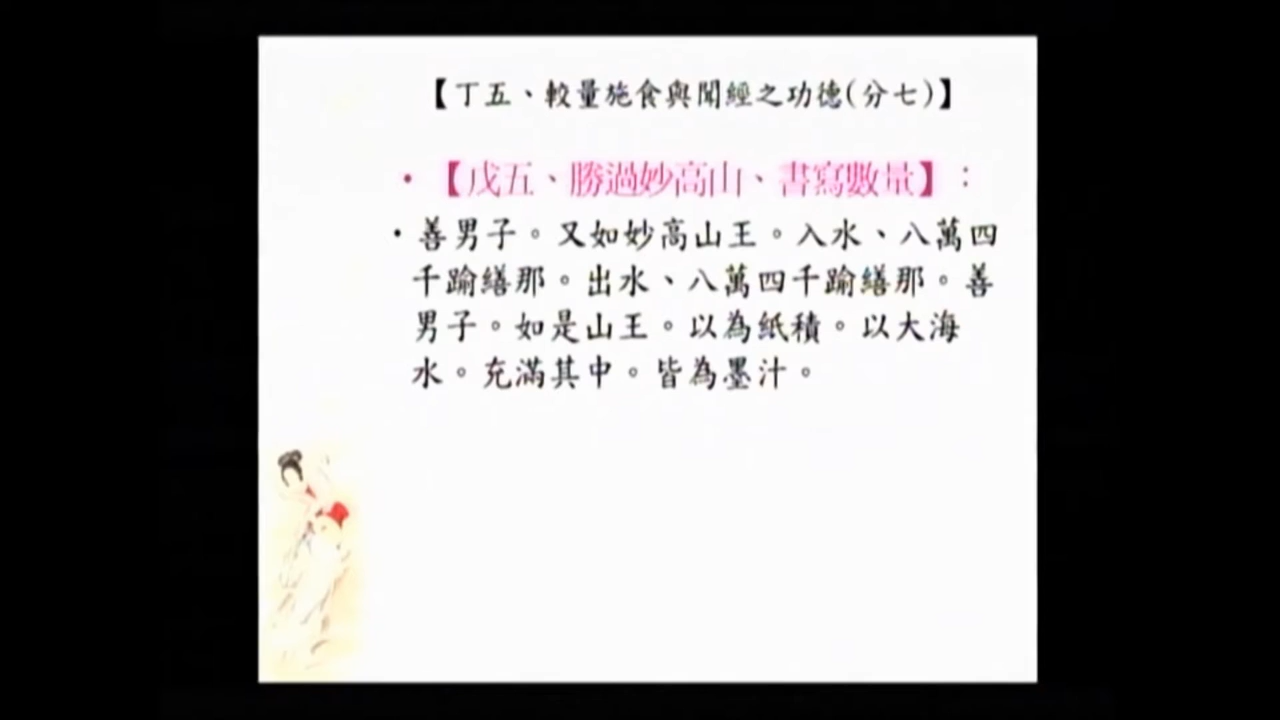 【丁五、較量施食與聞經之功德(分七)】
•【戊五、勝過妙高山、書寫數量】：
•善男子。又如妙高山王。入水、八萬四
千踰繕那。出水、八萬四千踰繕那。善
男子。如是山王。以為紙積。以大海
水。充滿其中。皆為墨汁。